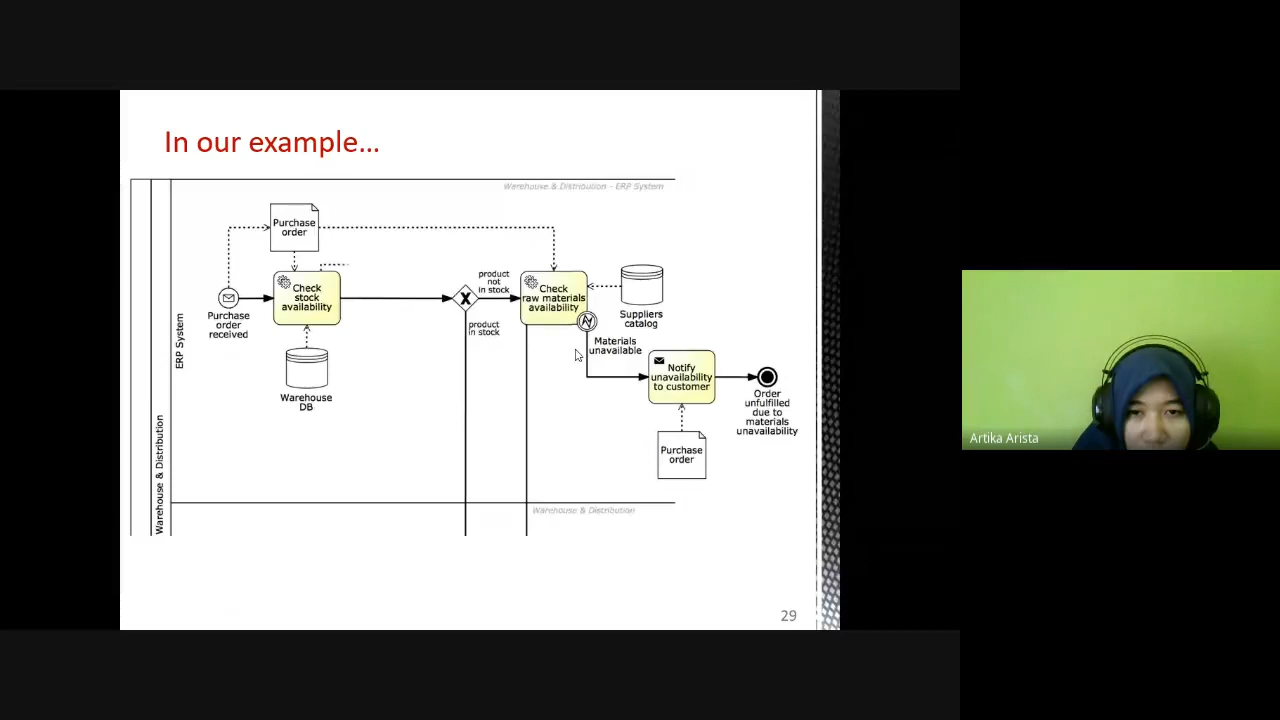 In our example...
Warehouse & Distribution - ERP System
Purchase
order
Check
stock
availability
product
not
in stock
Check
raw materials
availability
Suppliers
catalog
Purchase
order
received
product
in stock
ERP System
Materials
unavailable
Warehouse
DB
Notify
unavailability
to customer
Order
unfulfilled
due to
materials
unavailability
Purchase
order
Warehouse & Distribution
Warehouse & Distribution
29
Artika Arista